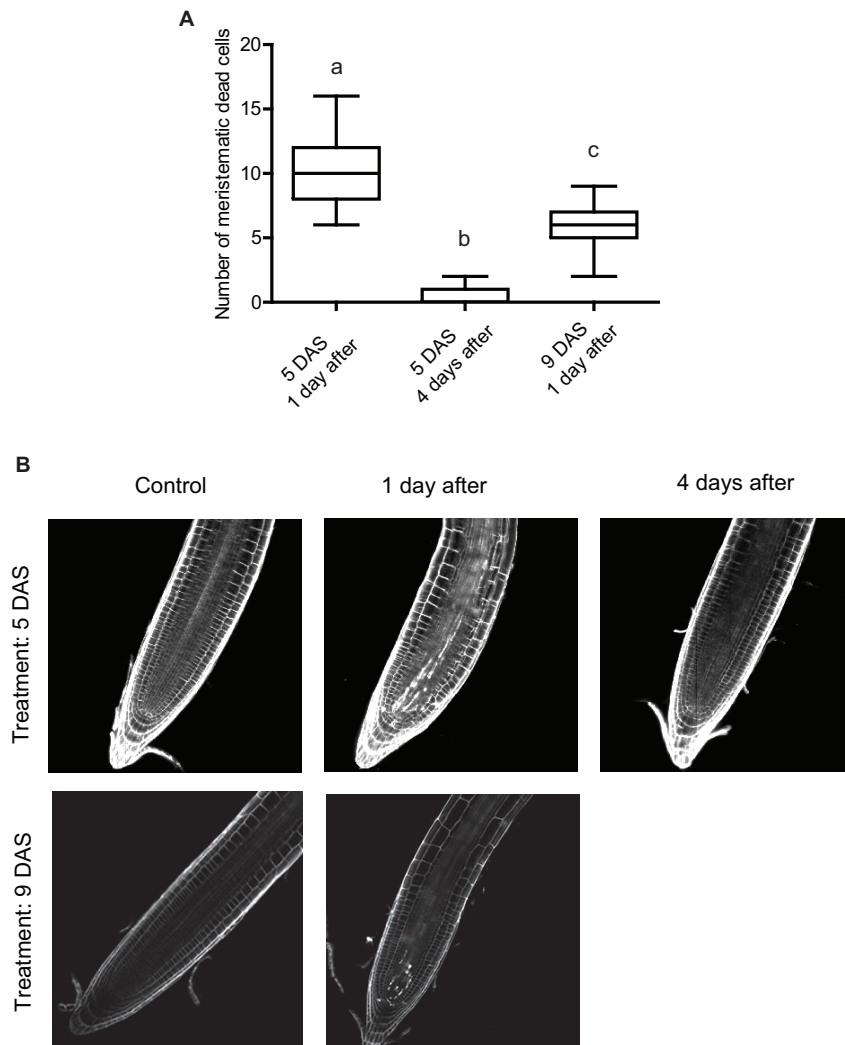 A
Number of meristematic dead cells
20
15
10
5
0
a
b
c
5 DAS
1 day after
5 DAS
4 days after
9 DAS
1 day after
B
Control
1 day after
4 days after
Treatment: 5 DAS
Treatment: 9 DAS